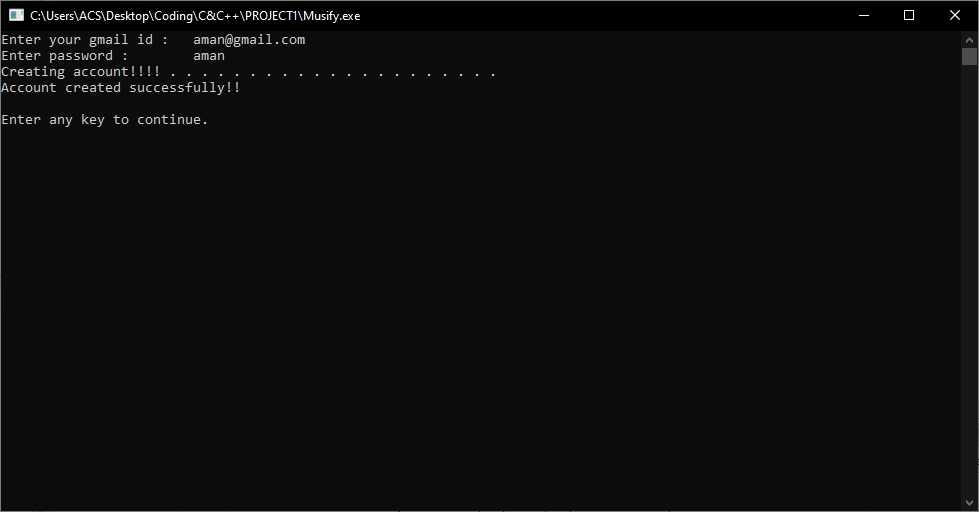 C:\Users\ACS\Desktop\Coding\C&C++\PROJECT1\Musify.exe
Enter your gmail id :   aman@gmail.com
Enter password :        aman
Creating account!!!! . . . . . . . . . . . . . . . . . . . . .
Account created successfully!!
Enter any key to continue.